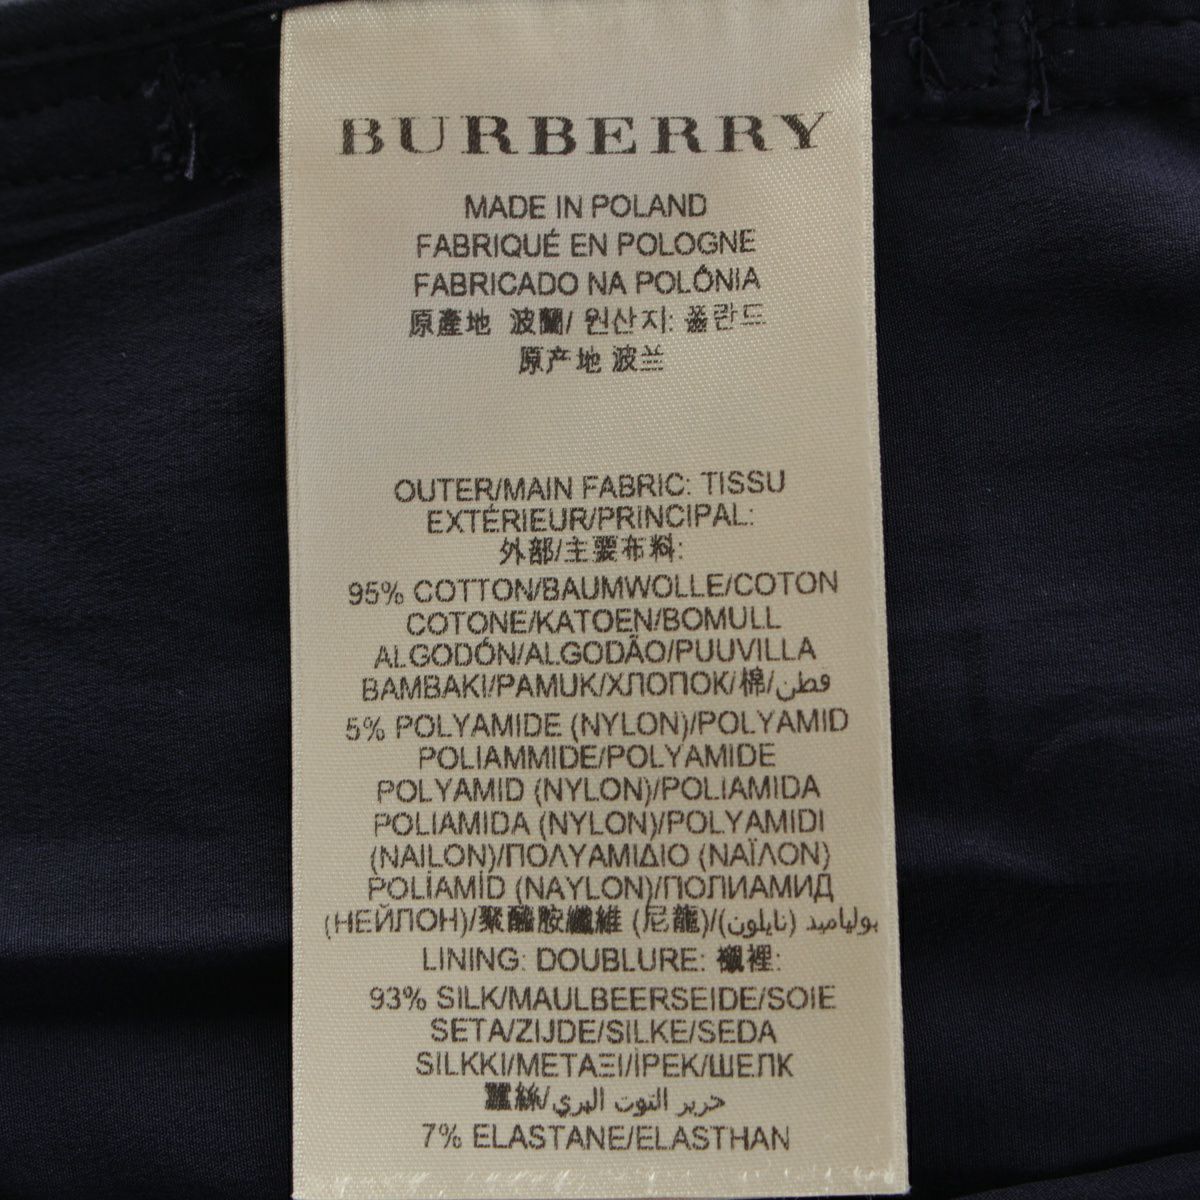 BURBERRY
MADE IN POLAND
FABRIQUÉ EN POLOGNE
FABRICADO NA POLÔNIA
原產地 波蘭/ 원산지: 폴란드
原产地 波兰
OUTER/MAIN FABRIC: TISSU
EXTÉRIEUR/PRINCIPAL:
外部/主要布料:
95% COTTON/BAUMWOLLE/COTON
COTONE/KATOEN/BOMULL
ALGODÓN/ALGODÃO/PUUVILLA
BAMBAKI/PAMUK/ХЛОПОК/棉/قطن
5% POLYAMIDE (NYLON)/POLYAMID
POLIAMMIDE/POLYAMIDE
POLYAMID (NYLON)/POLIAMIDA
POLIAMIDA (NYLON)/POLYAMIDI
(NAILON)/ΠΟΛΥΑΜΙΔΙΟ (ΝΑΪΛΟΝ)
POLİAMİD (NAYLON)/ПОЛИАМИД
(НЕЙЛОН)/聚醯胺纖維 (尼龍)/بولياميد (نايلون)
LINING: DOUBLURE: 襯裡:
93% SILK/MAULBEERSEIDE/SOIE
SETA/ZIJDE/SILKE/SEDA
SILKKI/ΜΕΤΑΞΙ/İPEK/ШЕЛК
蠶絲/حرير التوت البري
7% ELASTANE/ELASTHAN